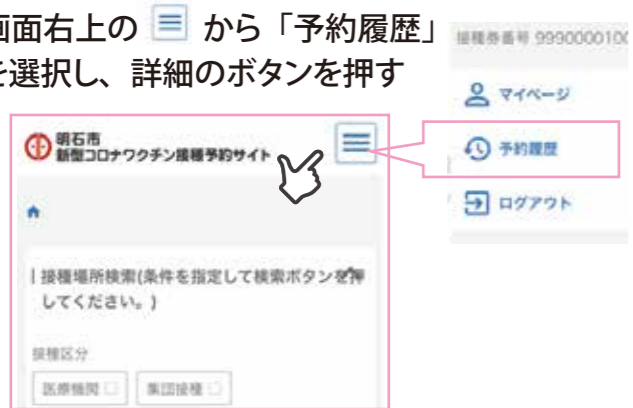 画面右上の から「予約履歴」
を選択し、詳細のボタンを押す
接種券番号 9990000100
マイページ
予約履歴
ログアウト
明石市
新型コロナワクチン接種予約サイト
接種場所検索(条件を指定して検索ボタンを押
してください。)
接種区分
医療機関
集団接種